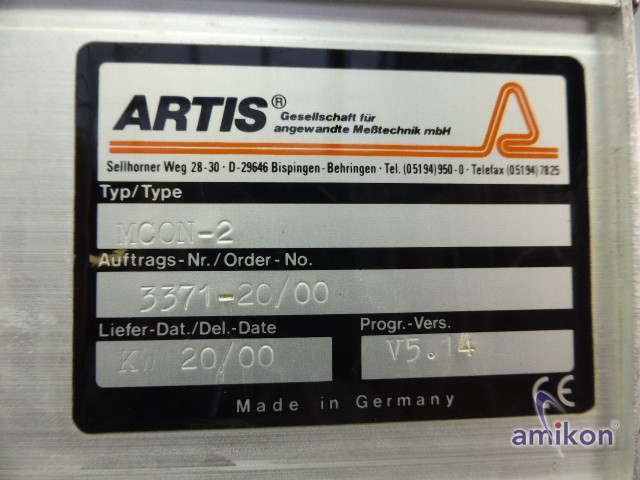 ARTIS® Gesellschaft für
angewandte Meßtechnik mbH
Sellhorner Weg 28-30 · D-29646 Bispingen-Behringen · Tel. (05194) 950-0 · Telefax (05194) 7825
Typ/Type
MCON-2
Auftrags-Nr./Order-No.
3371-20/00
Liefer-Dat./Del.-Date
Progr.-Vers.
KW 20/00
V5.14
Made in Germany
CE
amikon®